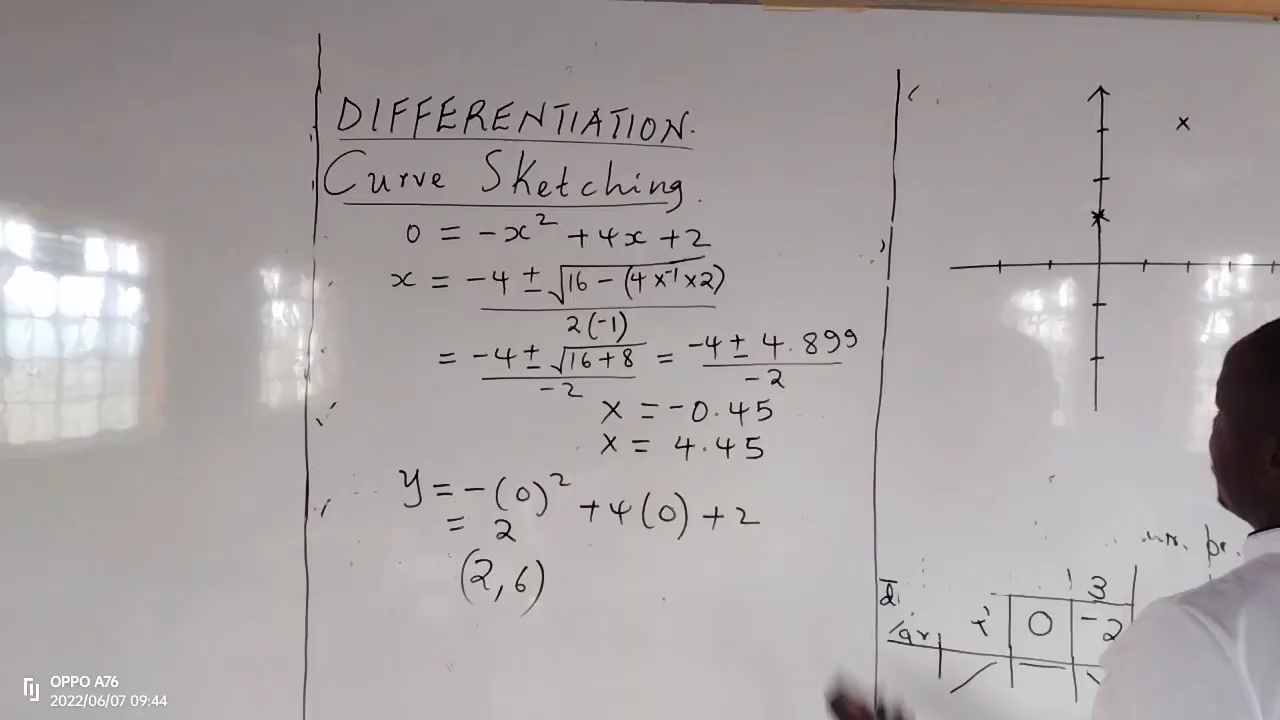 DIFFERENTIATION.
Curve Sketching.
0 = -x² + 4x + 2
x = -4 ± √16 - (4 x⁻¹ x 2)
2(-1)
= -4 ± √16 + 8 = -4 ± 4.899
-2 -2
x = -0.45
x = 4.45
y = -(0)² + 4(0) + 2
= 2
(2, 6)
x
3
0 -2
OPPO A76
2022/06/07 09:44